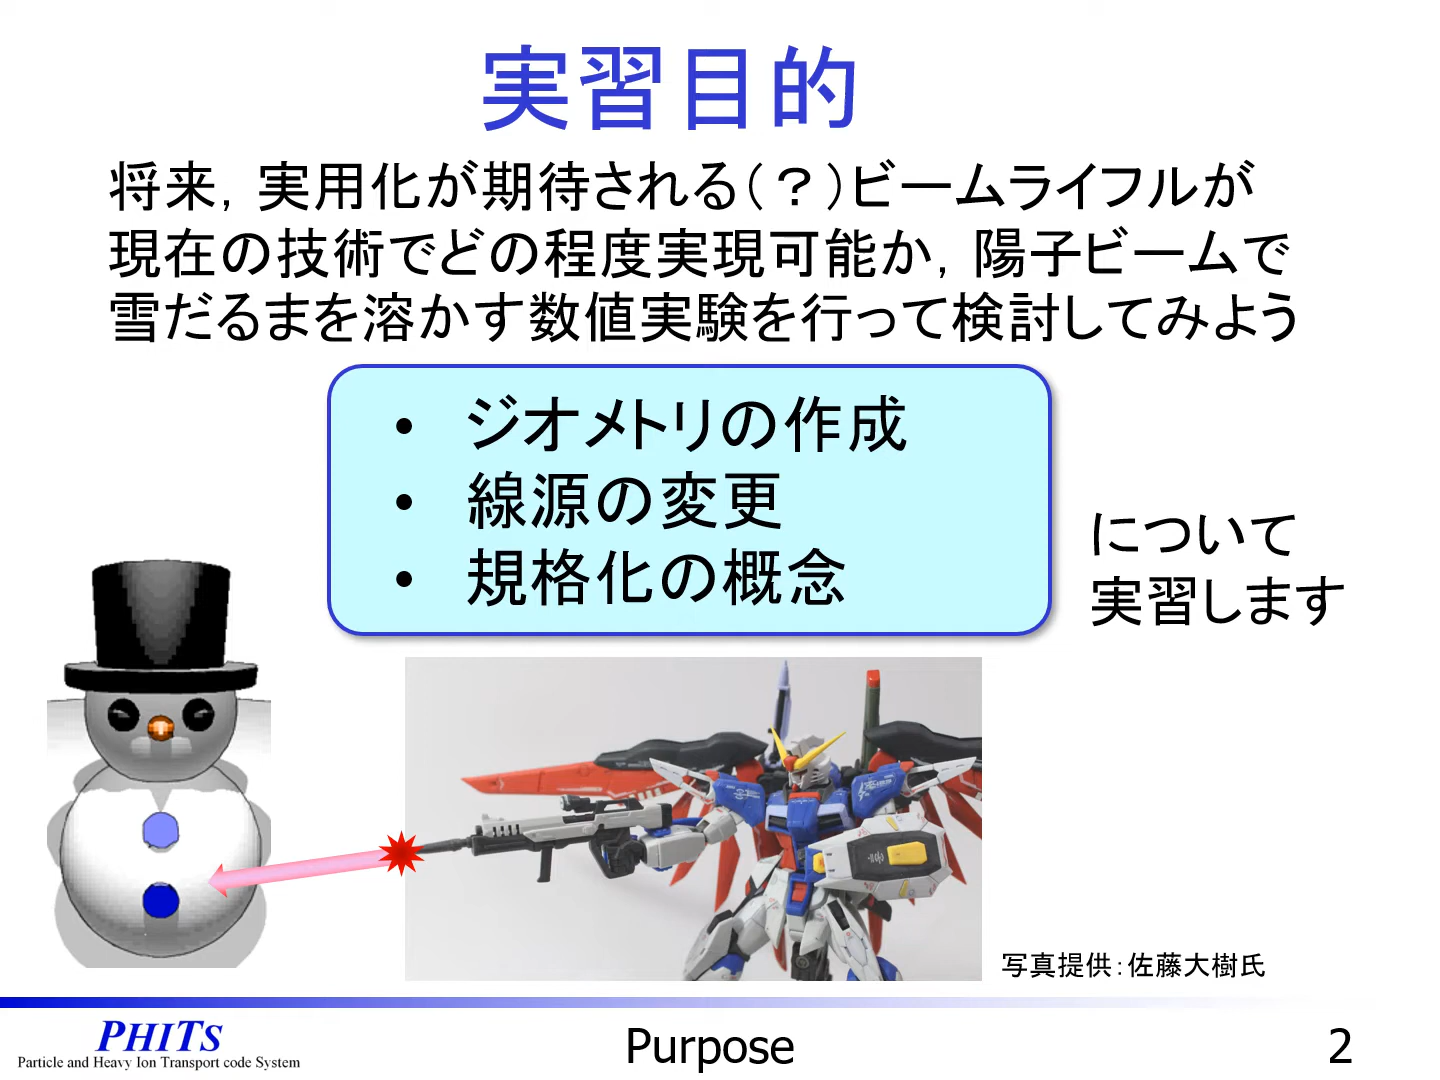 実習目的
将来，実用化が期待される（？）ビームライフルが
現在の技術でどの程度実現可能か，陽子ビームで
雪だるまを溶かす数値実験を行って検討してみよう
• ジオメトリの作成
• 線源の変更
• 規格化の概念
について
実習します
写真提供：佐藤大樹氏
PHITS
Particle and Heavy Ion Transport code System
Purpose
2